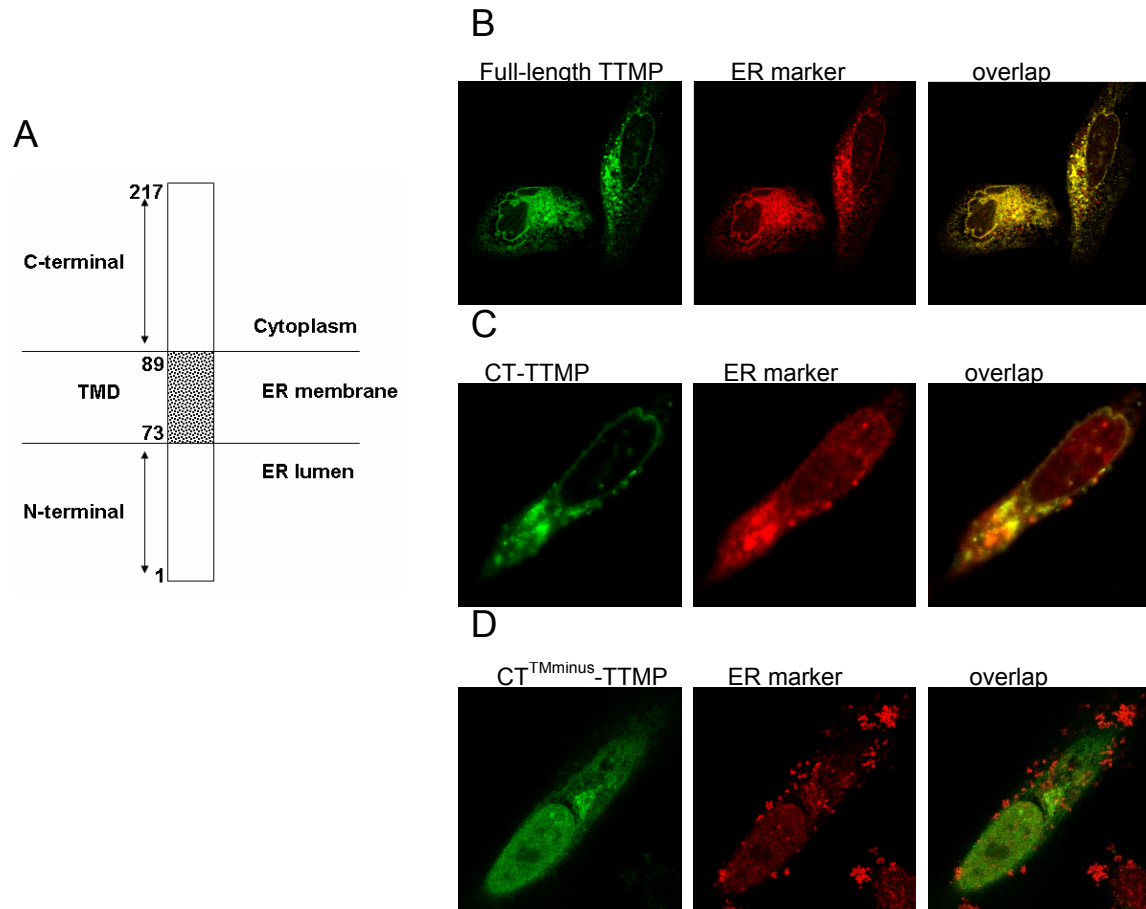 A
217
C-terminal
Cytoplasm
89
TMD
ER membrane
73
ER lumen
N-terminal
1
B
Full-length TTMP ER marker overlap
C
CT-TTMP ER marker overlap
D
CT^TMminus-TTMP ER marker overlap